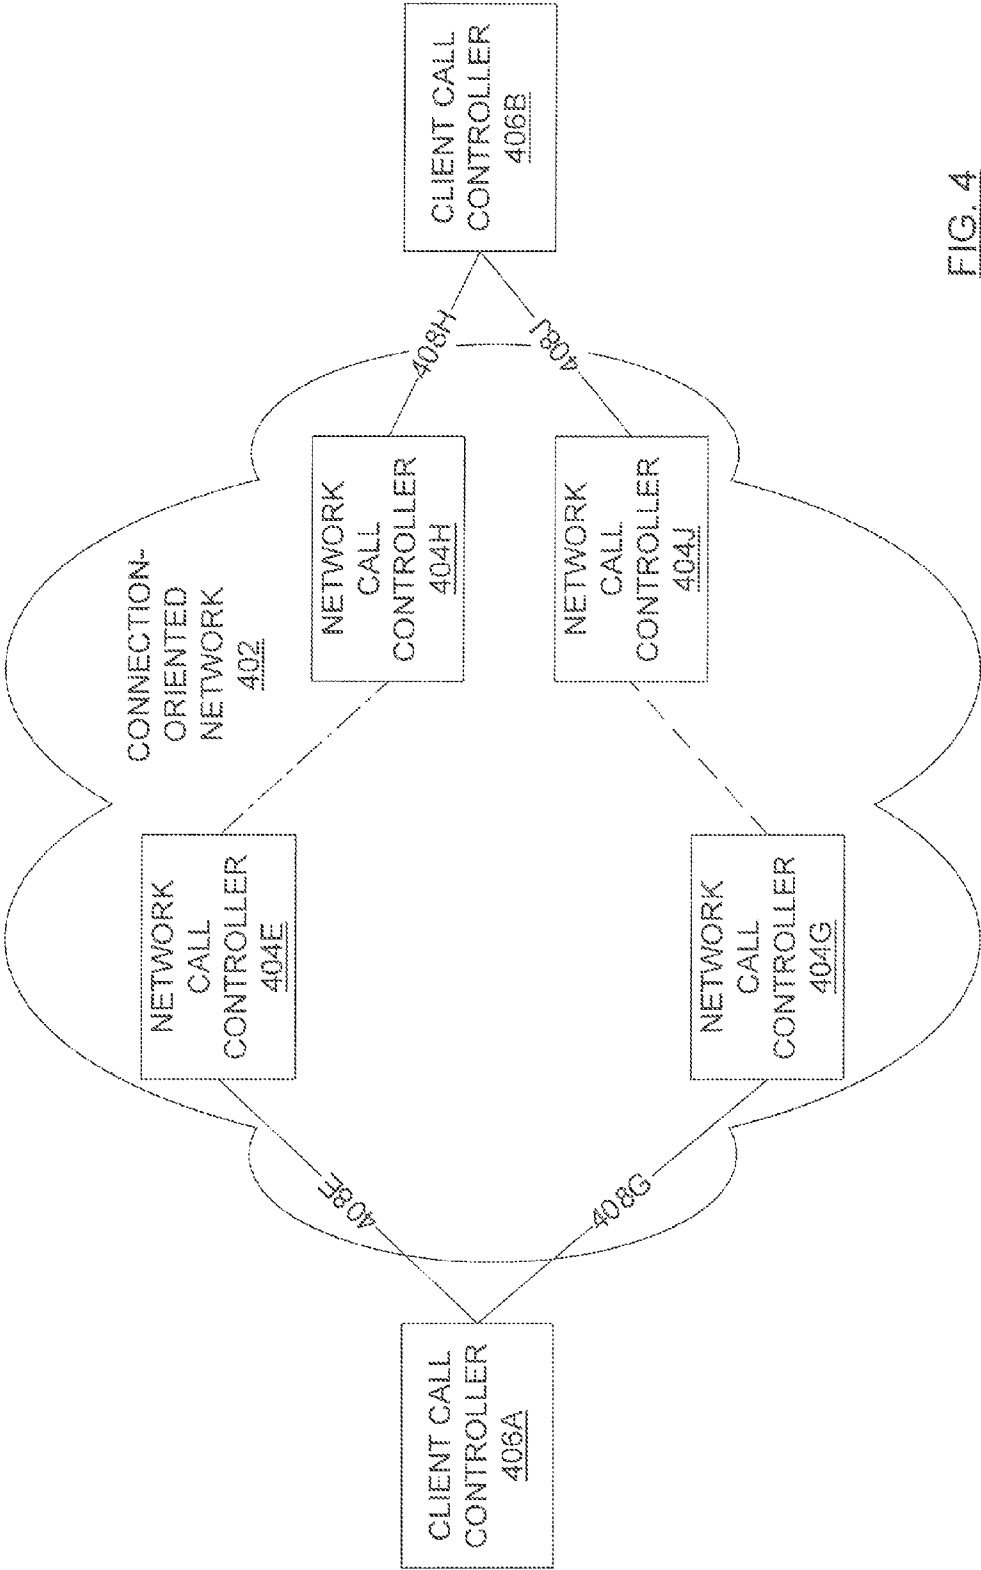 CONNECTION-
ORIENTED
NETWORK
402
NETWORK
CALL
CONTROLLER
404E
NETWORK
CALL
CONTROLLER
404H
408E
408H
CLIENT CALL
CONTROLLER
406A
CLIENT CALL
CONTROLLER
406B
408G
408J
NETWORK
CALL
CONTROLLER
404G
NETWORK
CALL
CONTROLLER
404J
FIG. 4